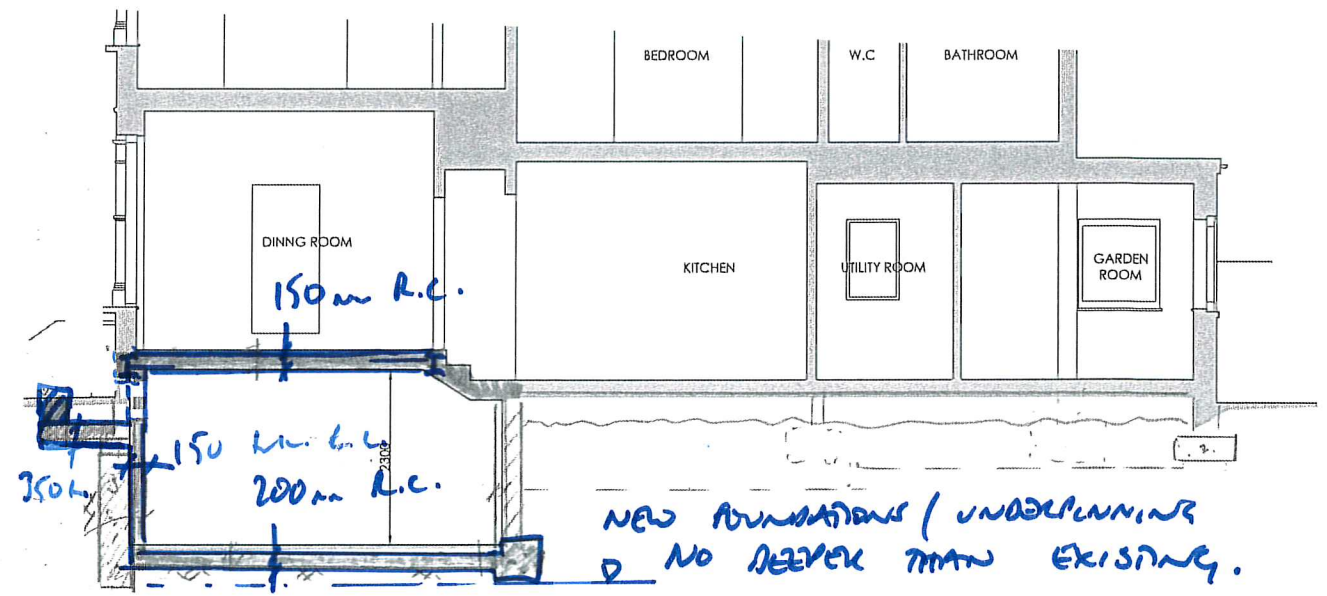 BEDROOM
W.C
BATHROOM
DINNG ROOM
KITCHEN
UTILITY ROOM
GARDEN
ROOM
150mm R.C.
150
2300
350
200mm R.C.
NEW FOUNDATIONS / UNDERPINNING
NO DEEPER THAN EXISTING.